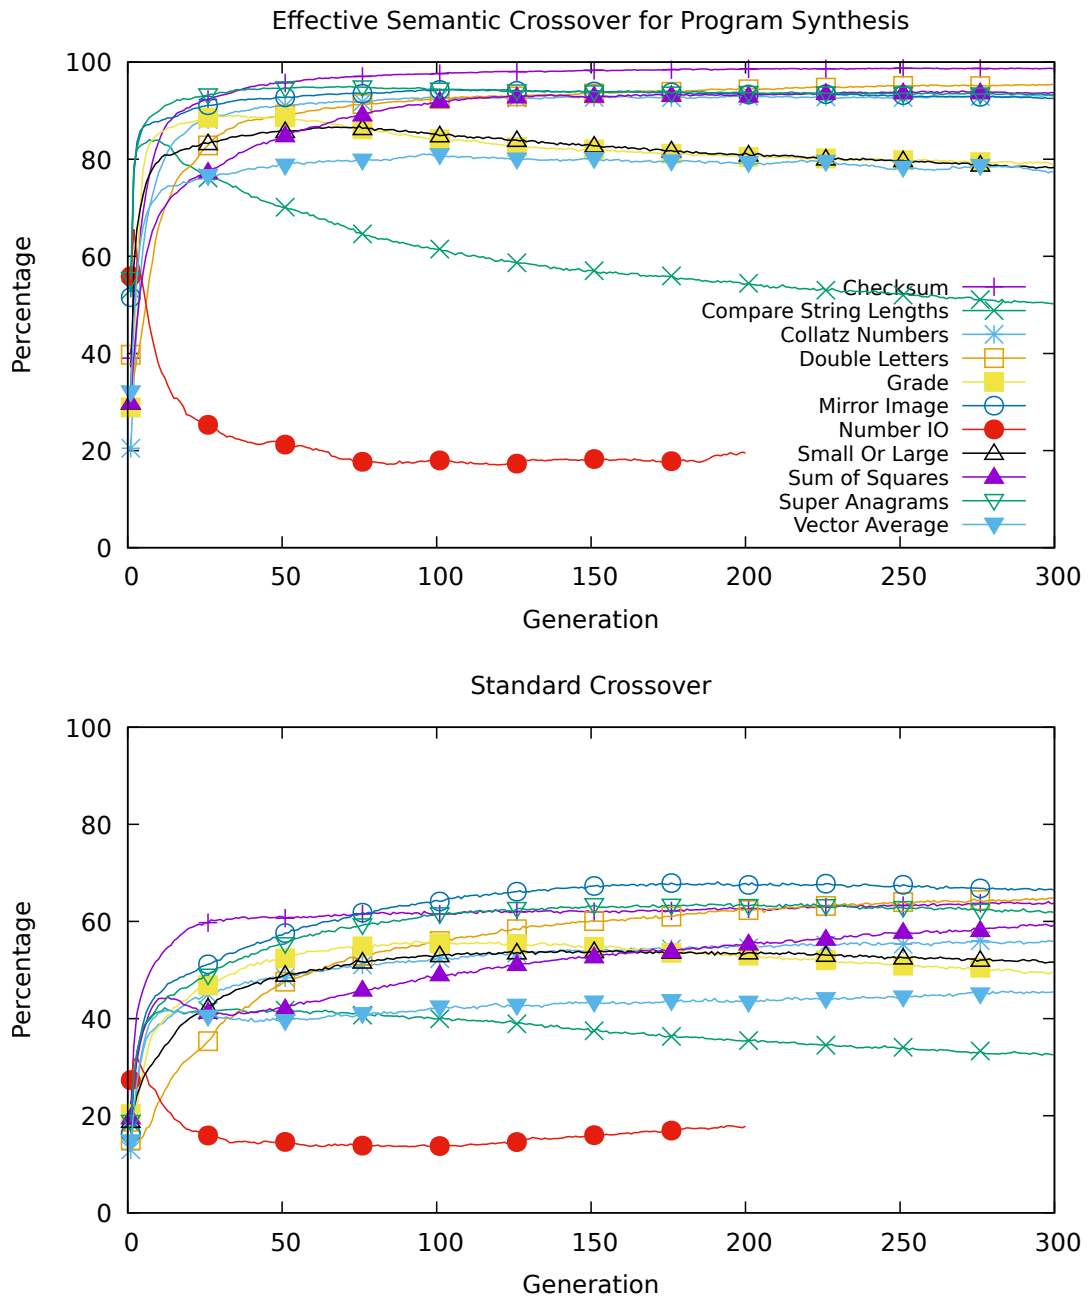 Effective Semantic Crossover for Program Synthesis
100
80
60
40
20
0
Percentage
Checksum
Compare String Lengths
Collatz Numbers
Double Letters
Grade
Mirror Image
Number IO
Small Or Large
Sum of Squares
Super Anagrams
Vector Average
0 50 100 150 200 250 300
Generation
Standard Crossover
100
80
60
40
20
0
Percentage
0 50 100 150 200 250 300
Generation